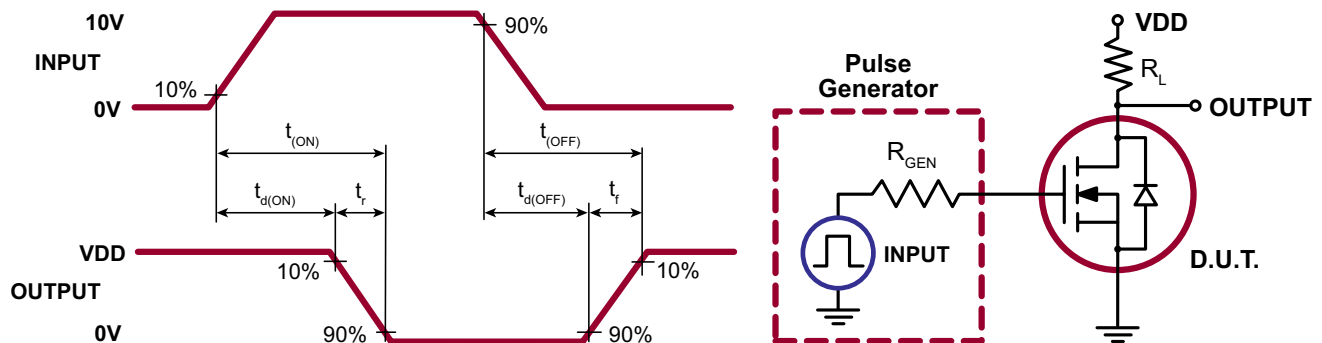 10V
INPUT
0V
10%
90%
t(ON)
t(OFF)
td(ON)
tr
td(OFF)
tf
VDD
OUTPUT
0V
10%
90%
90%
10%
Pulse
Generator
RGEN
INPUT
VDD
RL
OUTPUT
D.U.T.